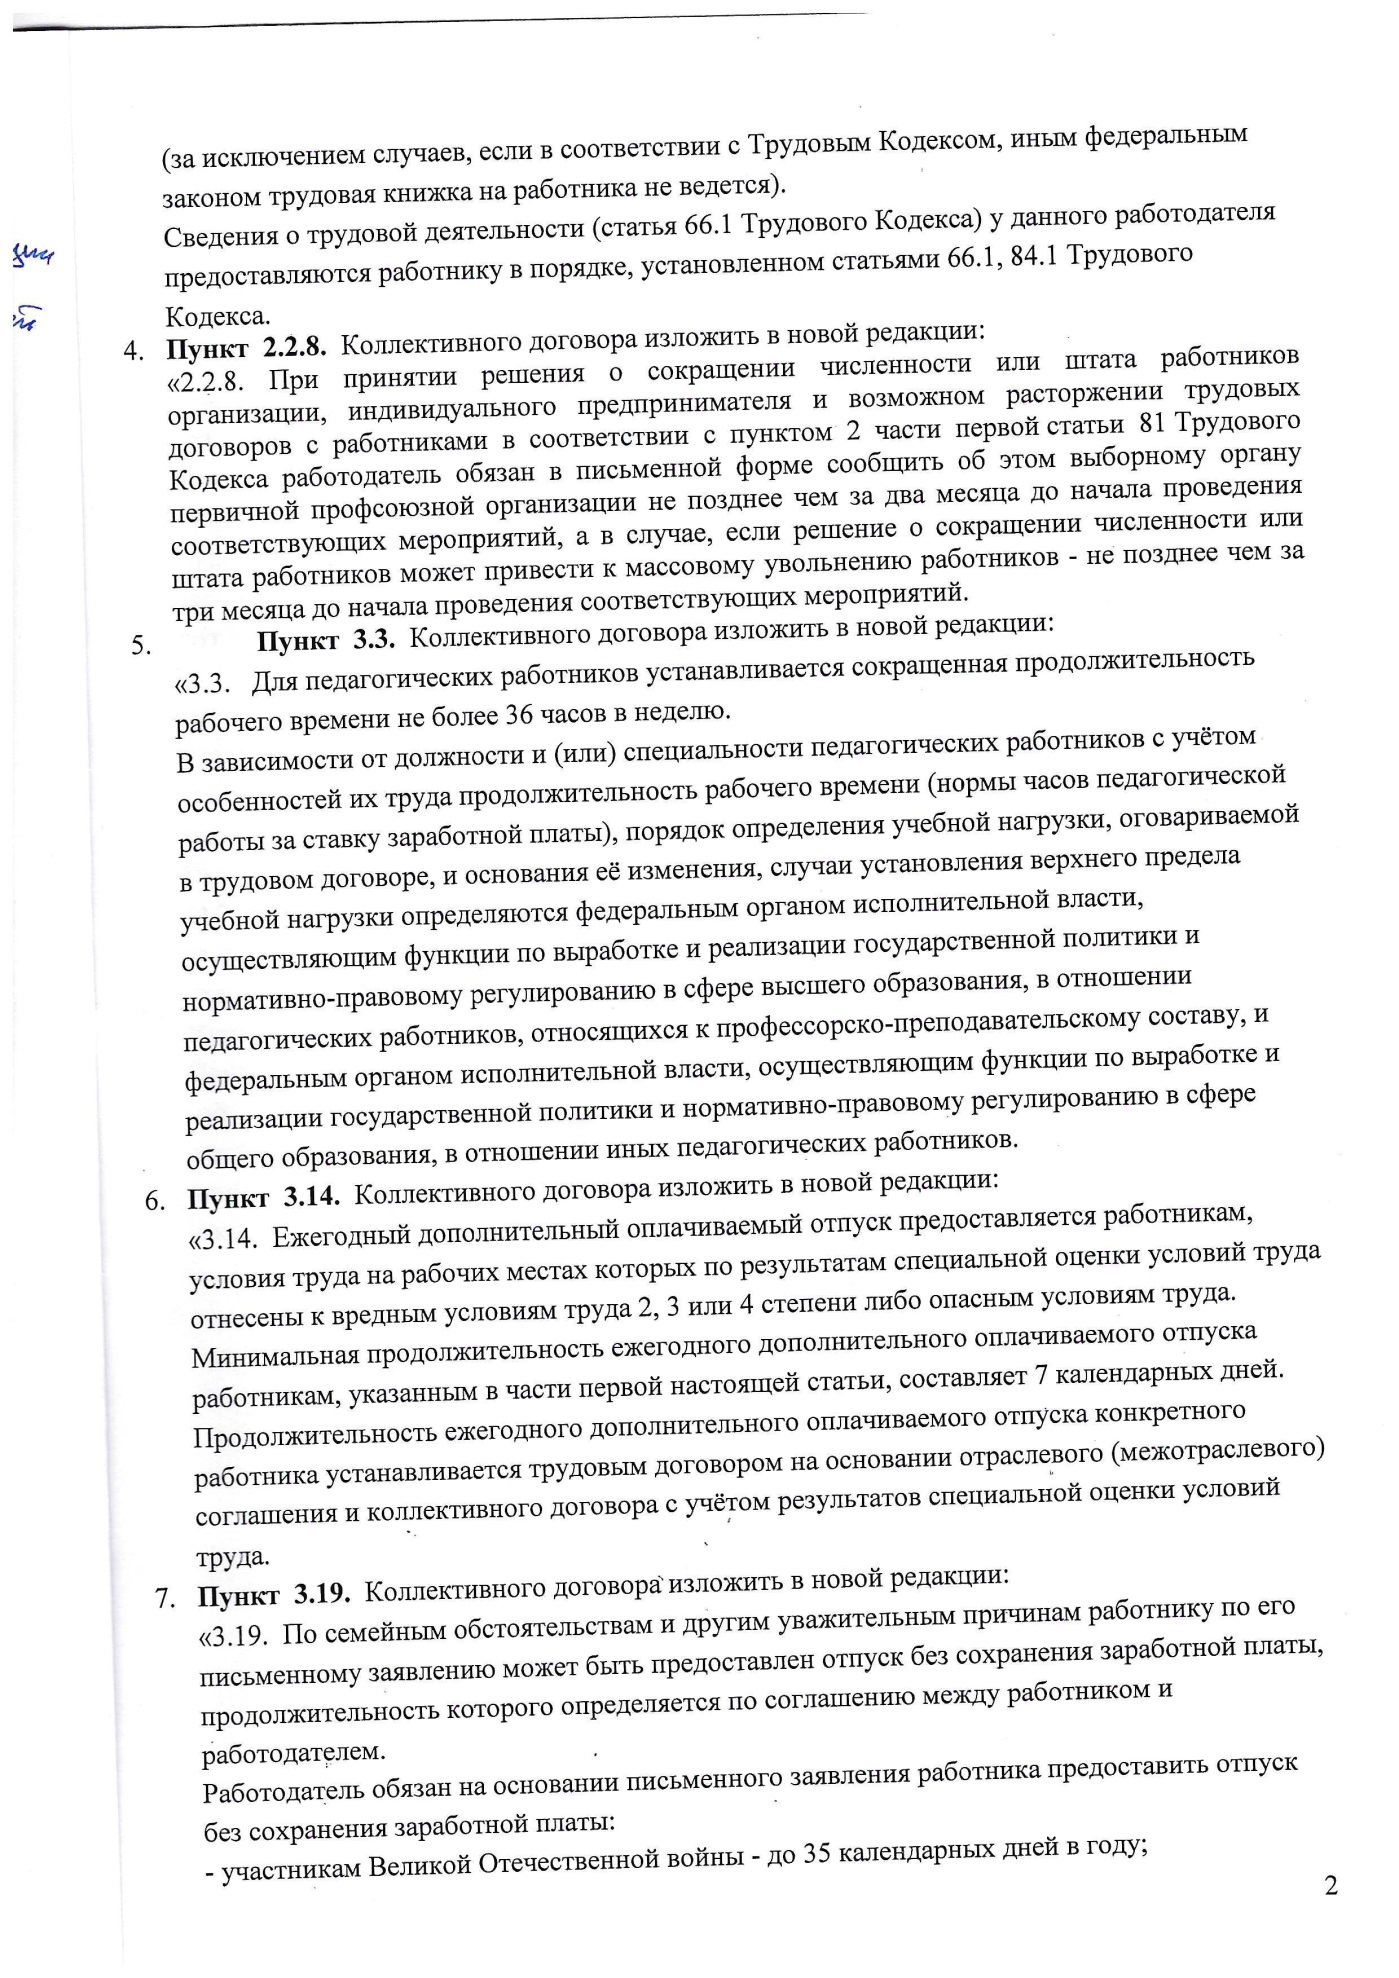 (за исключением случаев, если в соответствии с Трудовым Кодексом, иным федеральным
законом трудовая книжка на работника не ведется).
Сведения о трудовой деятельности (статья 66.1 Трудового Кодекса) у данного работодателя
предоставляются работнику в порядке, установленном статьями 66.1, 84.1 Трудового
Кодекса.
4. Пункт 2.2.8. Коллективного договора изложить в новой редакции:
«2.2.8. При принятии решения о сокращении численности или штата работников
организации, индивидуального предпринимателя и возможном расторжении трудовых
договоров с работниками в соответствии с пунктом 2 части первой статьи 81 Трудового
Кодекса работодатель обязан в письменной форме сообщить об этом выборному органу
первичной профсоюзной организации не позднее чем за два месяца до начала проведения
соответствующих мероприятий, а в случае, если решение о сокращении численности или
штата работников может привести к массовому увольнению работников - не позднее чем за
три месяца до начала проведения соответствующих мероприятий.
5. Пункт 3.3. Коллективного договора изложить в новой редакции:
«3.3. Для педагогических работников устанавливается сокращенная продолжительность
рабочего времени не более 36 часов в неделю.
В зависимости от должности и (или) специальности педагогических работников с учётом
особенностей их труда продолжительность рабочего времени (нормы часов педагогической
работы за ставку заработной платы), порядок определения учебной нагрузки, оговариваемой
в трудовом договоре, и основания её изменения, случаи установления верхнего предела
учебной нагрузки определяются федеральным органом исполнительной власти,
осуществляющим функции по выработке и реализации государственной политики и
нормативно-правовому регулированию в сфере высшего образования, в отношении
педагогических работников, относящихся к профессорско-преподавательскому составу, и
федеральным органом исполнительной власти, осуществляющим функции по выработке и
реализации государственной политики и нормативно-правовому регулированию в сфере
общего образования, в отношении иных педагогических работников.
6. Пункт 3.14. Коллективного договора изложить в новой редакции:
«3.14. Ежегодный дополнительный оплачиваемый отпуск предоставляется работникам,
условия труда на рабочих местах которых по результатам специальной оценки условий труда
отнесены к вредным условиям труда 2, 3 или 4 степени либо опасным условиям труда.
Минимальная продолжительность ежегодного дополнительного оплачиваемого отпуска
работникам, указанным в части первой настоящей статьи, составляет 7 календарных дней.
Продолжительность ежегодного дополнительного оплачиваемого отпуска конкретного
работника устанавливается трудовым договором на основании отраслевого (межотраслевого)
соглашения и коллективного договора с учётом результатов специальной оценки условий
труда.
7. Пункт 3.19. Коллективного договора изложить в новой редакции:
«3.19. По семейным обстоятельствам и другим уважительным причинам работнику по его
письменному заявлению может быть предоставлен отпуск без сохранения заработной платы,
продолжительность которого определяется по соглашению между работником и
работодателем.
Работодатель обязан на основании письменного заявления работника предоставить отпуск
без сохранения заработной платы:
- участникам Великой Отечественной войны - до 35 календарных дней в году;
2